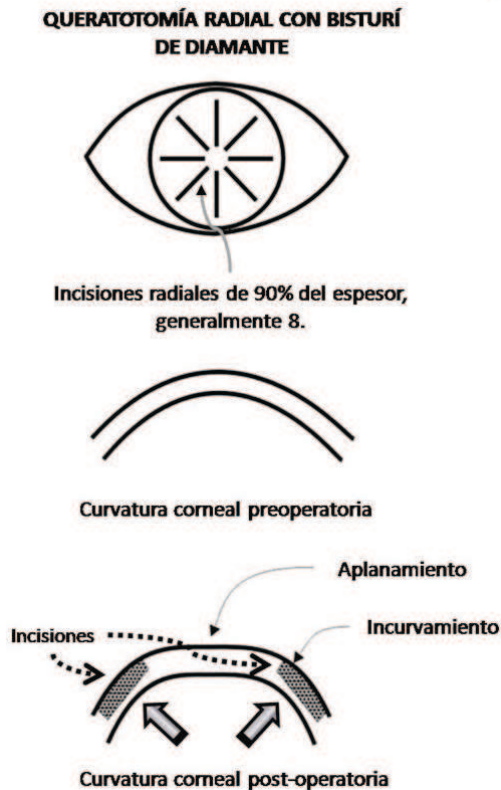 QUERATOTOMÍA RADIAL CON BISTURÍ
DE DIAMANTE
Incisiones radiales de 90% del espesor,
generalmente 8.
Curvatura corneal preoperatoria
Aplanamiento
Incisiones
Incurvamiento
Curvatura corneal post-operatoria